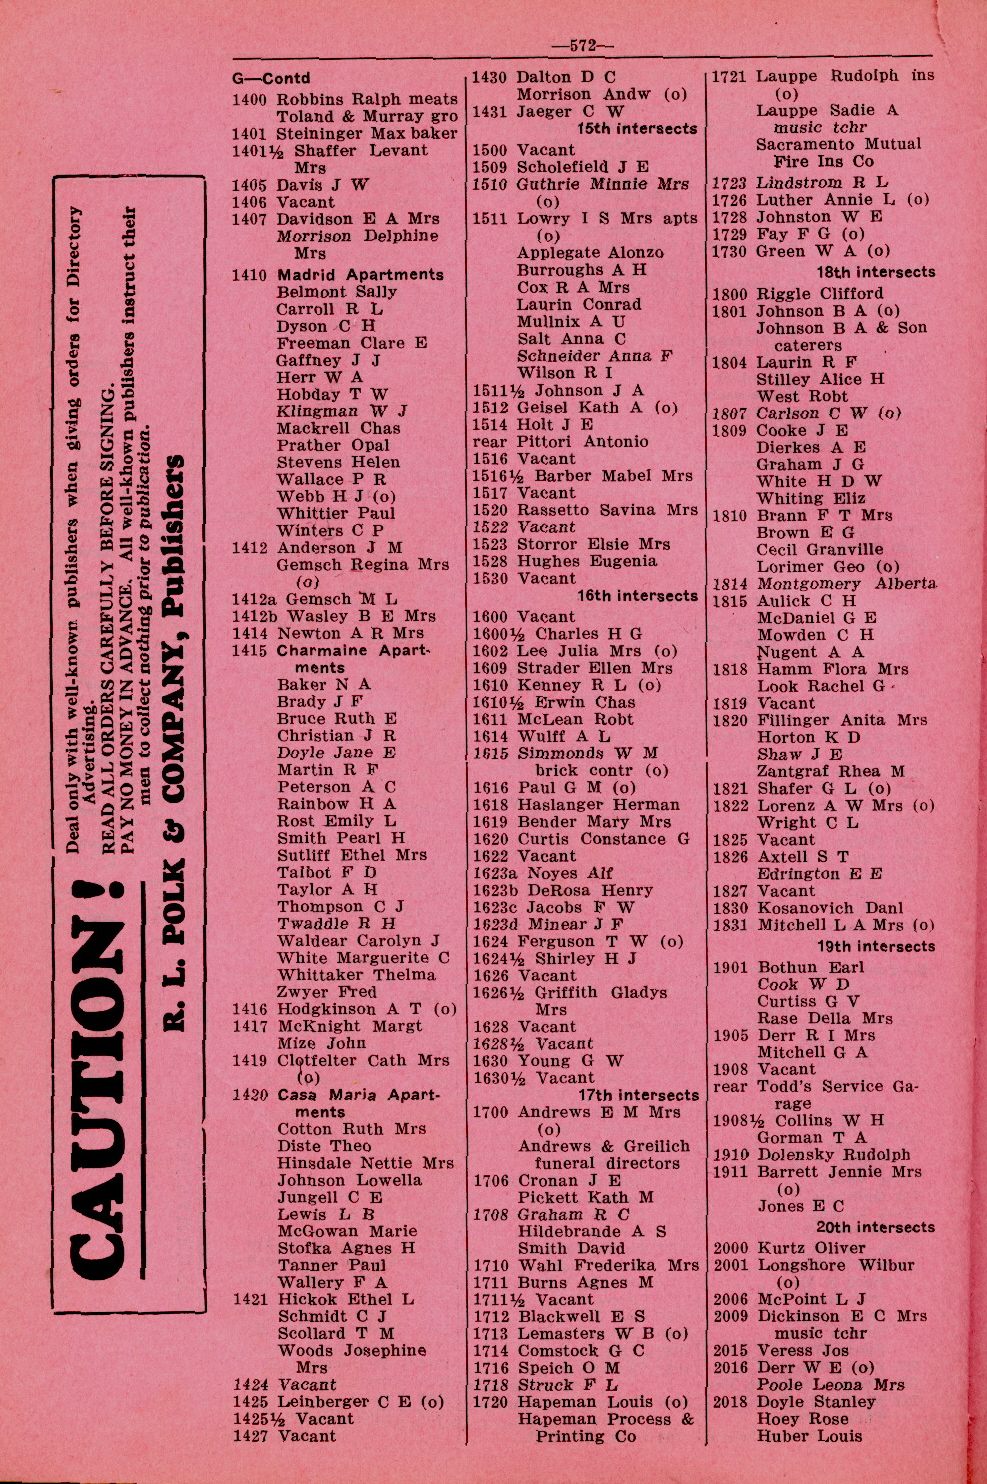 —572—
Deal only with well-known publishers when giving orders for Directory
Advertising.
READ ALL ORDERS CAREFULLY BEFORE SIGNING.
PAY NO MONEY IN ADVANCE. All well-known publishers instruct their
men to collect nothing prior to publication.
CAUTION!
R. L. POLK & COMPANY, Publishers
G—Contd
1400 Robbins Ralph meats
Toland & Murray gro
1401 Steininger Max baker
1401½ Shaffer Levant
Mrs
1405 Davis J W
1406 Vacant
1407 Davidson E A Mrs
Morrison Delphine
Mrs
1410 Madrid Apartments
Belmont Sally
Carroll R L
Dyson C H
Freeman Clare E
Gaffney J J
Herr W A
Hobday T W
Klingman W J
Mackrell Chas
Prather Opal
Stevens Helen
Wallace P R
Webb H J (o)
Whittier Paul
Winters C P
1412 Anderson J M
Gemsch Regina Mrs
(o)
1412a Gemsch M L
1412b Wasley B E Mrs
1414 Newton A R Mrs
1415 Charmaine Apart-
ments
Baker N A
Brady J F
Bruce Ruth E
Christian J R
Doyle Jane E
Martin R F
Peterson A C
Rainbow H A
Rost Emily L
Smith Pearl H
Sutliff Ethel Mrs
Talbot F D
Taylor A H
Thompson C J
Twaddle R H
Waldear Carolyn J
White Marguerite C
Whittaker Thelma
Zwyer Fred
1416 Hodgkinson A T (o)
1417 McKnight Margt
Mize John
1419 Clotfelter Cath Mrs
(o)
1420 Casa Maria Apart-
ments
Cotton Ruth Mrs
Diste Theo
Hinsdale Nettie Mrs
Johnson Lowella
Jungell C E
Lewis L B
McGowan Marie
Stofka Agnes H
Tanner Paul
Wallery F A
1421 Hickok Ethel L
Schmidt C J
Scollard T M
Woods Josephine
Mrs
1424 Vacant
1425 Leinberger C E (o)
1425½ Vacant
1427 Vacant
1430 Dalton D C
Morrison Andw (o)
1431 Jaeger C W
15th intersects
1500 Vacant
1509 Scholefield J E
1510 Guthrie Minnie Mrs
(o)
1511 Lowry I S Mrs apts
(o)
Applegate Alonzo
Burroughs A H
Cox R A Mrs
Laurin Conrad
Mullnix A U
Salt Anna C
Schneider Anna F
Wilson R I
1511½ Johnson J A
1512 Geisel Kath A (o)
1514 Holt J E
rear Pittori Antonio
1516 Vacant
1516½ Barber Mabel Mrs
1517 Vacant
1520 Rassetto Savina Mrs
1522 Vacant
1523 Storror Elsie Mrs
1528 Hughes Eugenia
1530 Vacant
16th intersects
1600 Vacant
1600½ Charles H G
1602 Lee Julia Mrs (o)
1609 Strader Ellen Mrs
1610 Kenney R L (o)
1610½ Erwin Chas
1611 McLean Robt
1614 Wulff A L
1615 Simmonds W M
brick contr (o)
1616 Paul G M (o)
1618 Haslanger Herman
1619 Bender Mary Mrs
1620 Curtis Constance G
1622 Vacant
1623a Noyes Alf
1623b DeRosa Henry
1623c Jacobs F W
1623d Minear J F
1624 Ferguson T W (o)
1624½ Shirley H J
1626 Vacant
1626½ Griffith Gladys
Mrs
1628 Vacant
1628½ Vacant
1630 Young G W
1630½ Vacant
17th intersects
1700 Andrews E M Mrs
(o)
Andrews & Greilich
funeral directors
1706 Cronan J E
Pickett Kath M
1708 Graham R C
Hildebrande A S
Smith David
1710 Wahl Frederika Mrs
1711 Burns Agnes M
1711½ Vacant
1712 Blackwell E S
1713 Lemasters W B (o)
1714 Comstock G C
1716 Speich O M
1718 Struck F L
1720 Hapeman Louis (o)
Hapeman Process &
Printing Co
1721 Lauppe Rudolph ins
(o)
Lauppe Sadie A
music tchr
Sacramento Mutual
Fire Ins Co
1723 Lindstrom R L
1726 Luther Annie L (o)
1728 Johnston W E
1729 Fay F G (o)
1730 Green W A (o)
18th intersects
1800 Riggle Clifford
1801 Johnson B A (o)
Johnson B A & Son
caterers
1804 Laurin R F
Stilley Alice H
West Robt
1807 Carlson C W (o)
1809 Cooke J E
Dierkes A E
Graham J G
White H D W
Whiting Eliz
1810 Brann F T Mrs
Brown E G
Cecil Granville
Lorimer Geo (o)
1814 Montgomery Alberta
1815 Aulick C H
McDaniel G E
Mowden C H
Nugent A A
1818 Hamm Flora Mrs
Look Rachel G
1819 Vacant
1820 Fillinger Anita Mrs
Horton K D
Shaw J E
Zantgraf Rhea M
1821 Shafer G L (o)
1822 Lorenz A W Mrs (o)
Wright C L
1825 Vacant
1826 Axtell S T
Edrington E E
1827 Vacant
1830 Kosanovich Danl
1831 Mitchell L A Mrs (o)
19th intersects
1901 Bothun Earl
Cook W D
Curtiss G V
Rase Della Mrs
1905 Derr R I Mrs
Mitchell G A
1908 Vacant
rear Todd's Service Ga-
rage
1908½ Collins W H
Gorman T A
1910 Dolensky Rudolph
1911 Barrett Jennie Mrs
(o)
Jones E C
20th intersects
2000 Kurtz Oliver
2001 Longshore Wilbur
(o)
2006 McPoint L J
2009 Dickinson E C Mrs
music tchr
2015 Veress Jos
2016 Derr W E (o)
Poole Leona Mrs
2018 Doyle Stanley
Hoey Rose
Huber Louis